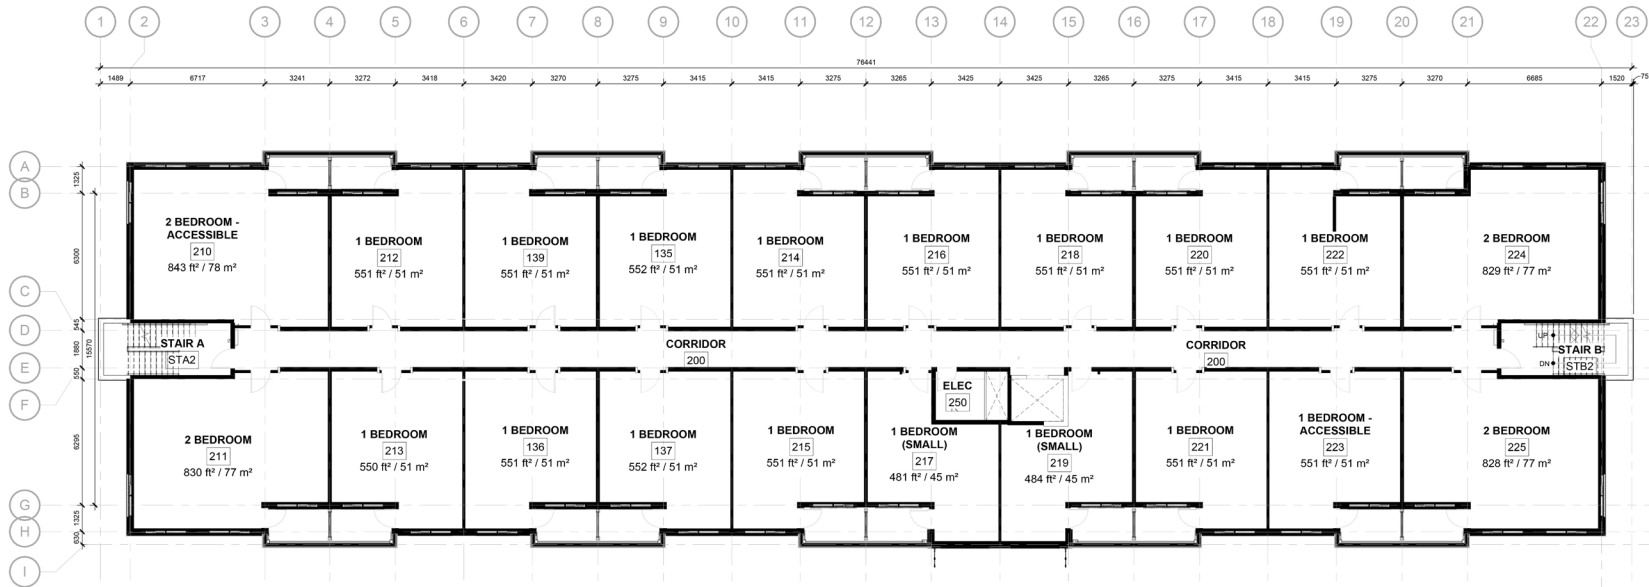 1 2 3 4 5 6 7 8 9 10 11 12 13 14 15 16 17 18 19 20 21 22 23
76441
1489 6717 3241 3272 3418 3420 3270 3275 3415 3415 3275 3265 3425 3425 3265 3275 3415 3415 3275 3270 6685 1520 75
A
B
C
D
E
F
G
H
I
1325
6300
545
1880
550
15570
6295
1325
630
2 BEDROOM -
ACCESSIBLE
210
843 ft² / 78 m²
1 BEDROOM
212
551 ft² / 51 m²
1 BEDROOM
139
551 ft² / 51 m²
1 BEDROOM
135
552 ft² / 51 m²
1 BEDROOM
214
551 ft² / 51 m²
1 BEDROOM
216
551 ft² / 51 m²
1 BEDROOM
218
551 ft² / 51 m²
1 BEDROOM
220
551 ft² / 51 m²
1 BEDROOM
222
551 ft² / 51 m²
2 BEDROOM
224
829 ft² / 77 m²
STAIR A
STA2
CORRIDOR
200
CORRIDOR
200
UP
STAIR B
DN
STB2
2 BEDROOM
211
830 ft² / 77 m²
1 BEDROOM
213
550 ft² / 51 m²
1 BEDROOM
136
551 ft² / 51 m²
1 BEDROOM
137
552 ft² / 51 m²
1 BEDROOM
215
551 ft² / 51 m²
ELEC
250
1 BEDROOM
(SMALL)
217
481 ft² / 45 m²
1 BEDROOM
(SMALL)
219
484 ft² / 45 m²
1 BEDROOM
221
551 ft² / 51 m²
1 BEDROOM -
ACCESSIBLE
223
551 ft² / 51 m²
2 BEDROOM
225
828 ft² / 77 m²